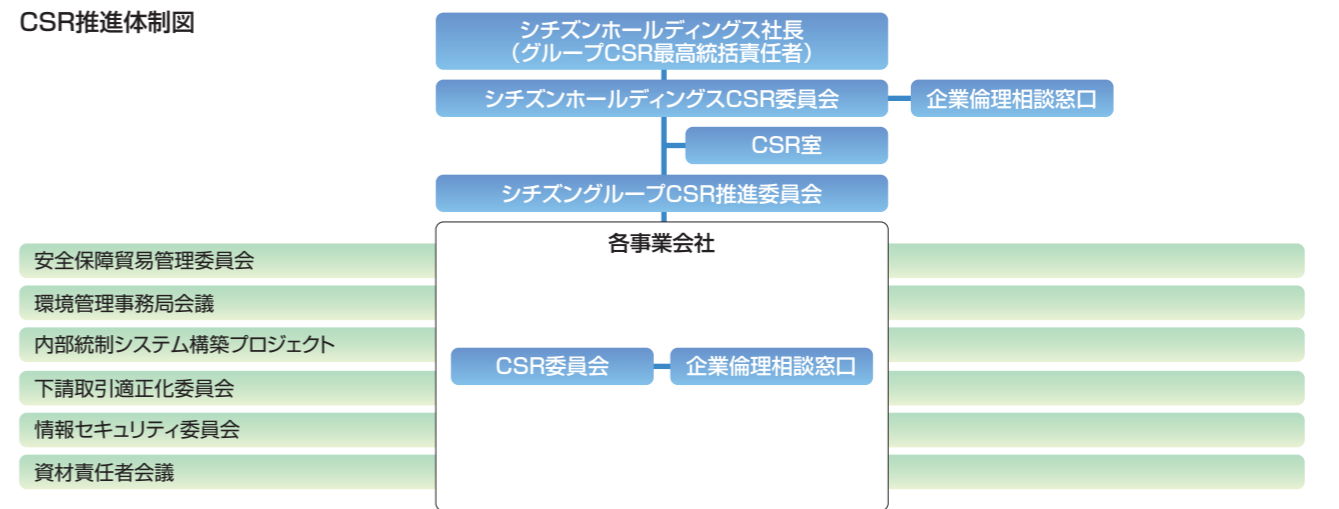 CSR推進体制図
シチズンホールディングス社長
（グループCSR最高統括責任者）
シチズンホールディングスCSR委員会
企業倫理相談窓口
CSR室
シチズングループCSR推進委員会
各事業会社
安全保障貿易管理委員会
環境管理事務局会議
内部統制システム構築プロジェクト
CSR委員会
企業倫理相談窓口
下請取引適正化委員会
情報セキュリティ委員会
資材責任者会議